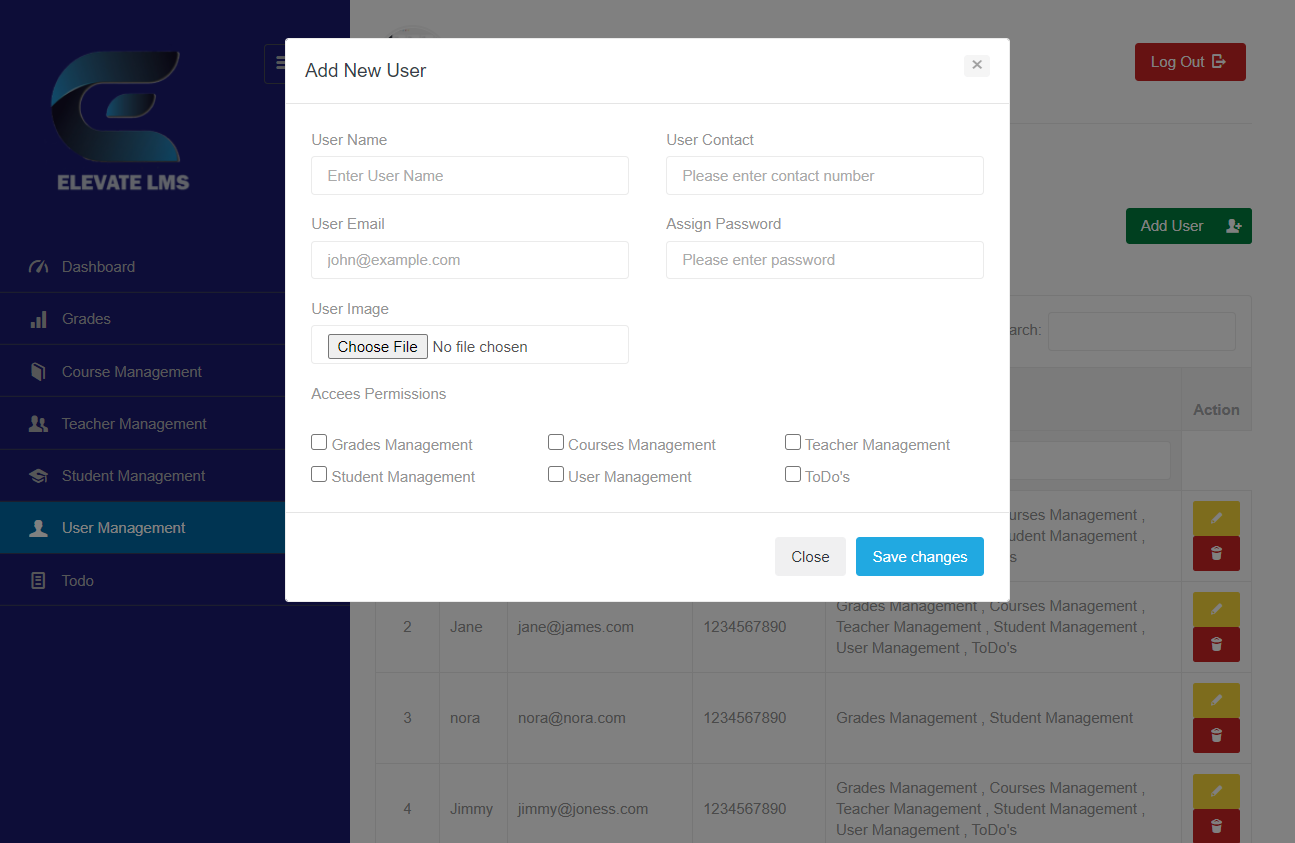 ELEVATE LMS
Dashboard
Grades
Course Management
Teacher Management
Student Management
User Management
Todo
Log Out
Add User
Add New User
×
User Name
User Contact
Enter User Name
Please enter contact number
User Email
Assign Password
john@example.com
Please enter password
User Image
Choose File No file chosen
Accees Permissions
Grades Management
Courses Management
Teacher Management
Student Management
User Management
ToDo's
Close
Save changes
arch:
Action
urses Management ,
udent Management ,
s
2
Jane
jane@james.com
1234567890
Grades Management , Courses Management ,
Teacher Management , Student Management ,
User Management , ToDo's
3
nora
nora@nora.com
1234567890
Grades Management , Student Management
4
Jimmy
jimmy@joness.com
1234567890
Grades Management , Courses Management ,
Teacher Management , Student Management ,
User Management , ToDo's